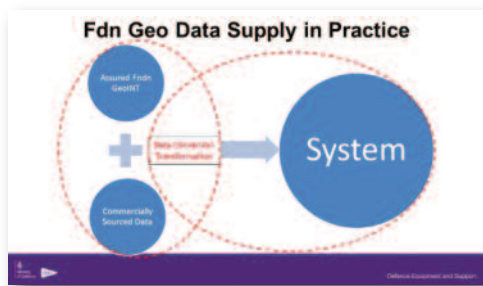 Fdn Geo Data Supply in Practice
Assured Fndn
GeoINT
Data Conversion
Transformation
System
Commercially
Sourced Data
Defence Equipment and Support